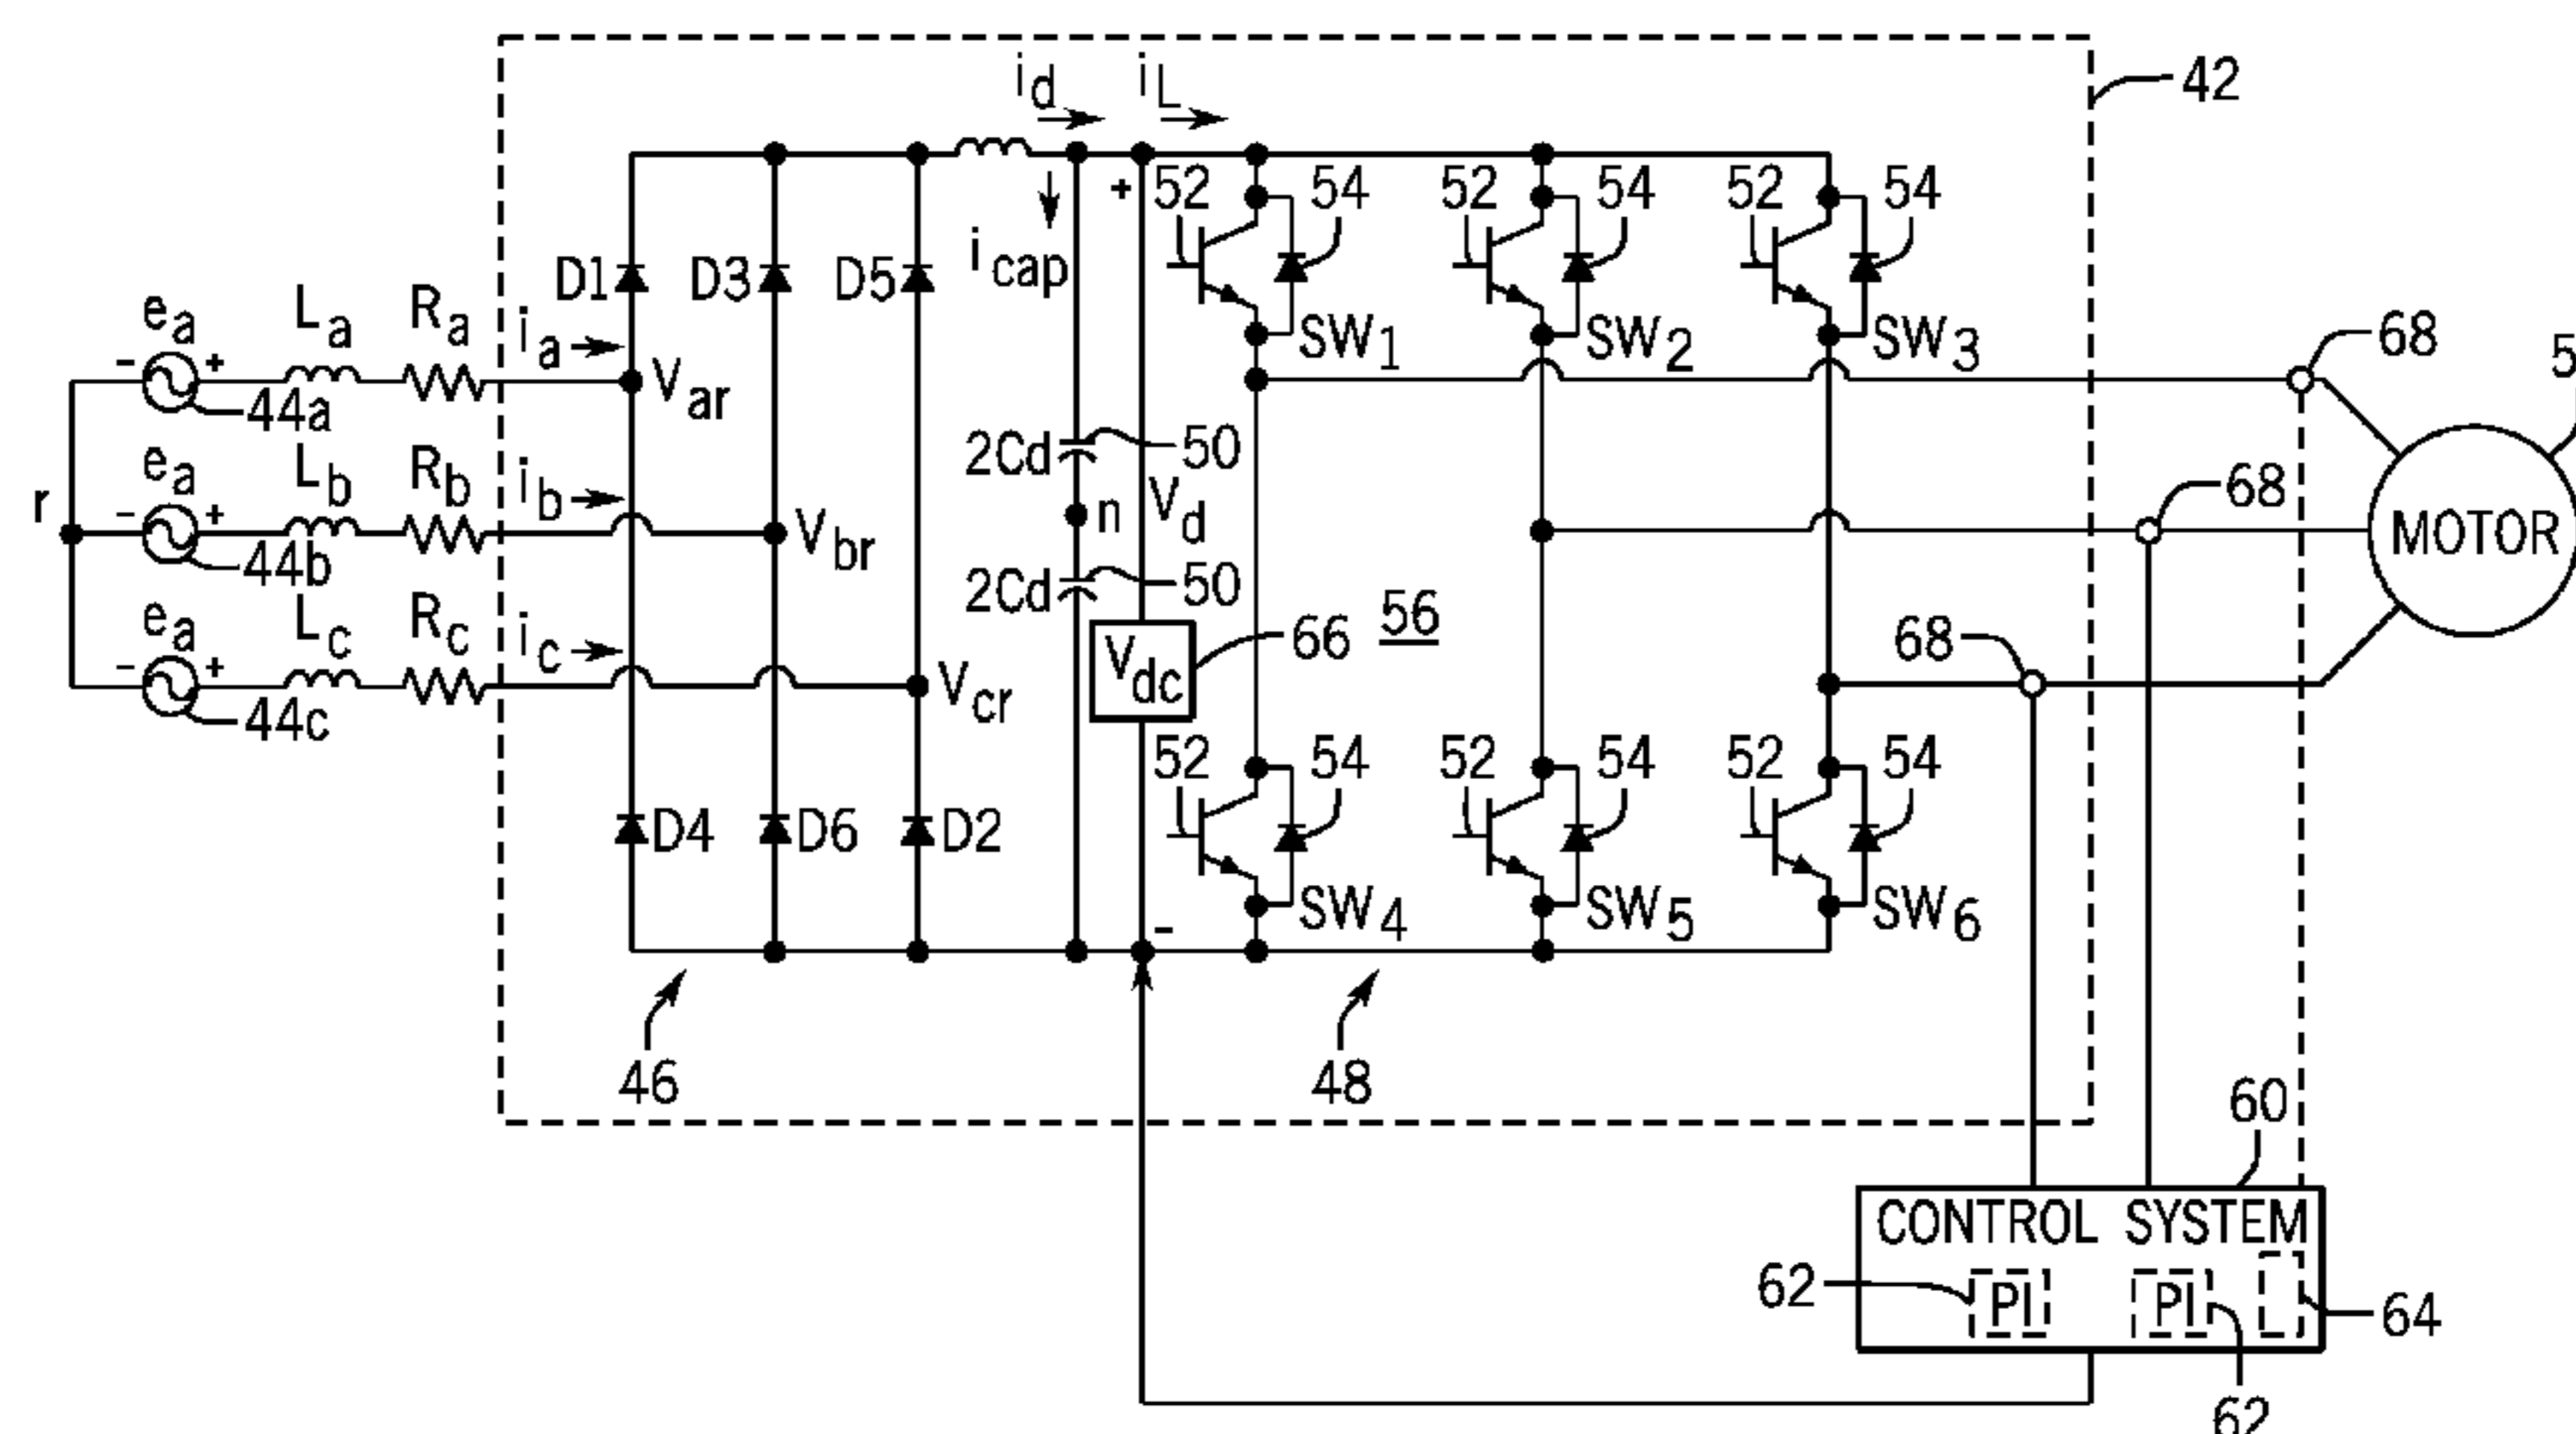 i_d i_L
42
+ 52 54 52 54 52 54
i_cap
D1 D3 D5
e_a L_a R_a i_a
- + 44a V_ar
SW_1 SW_2 SW_3 68
5
2Cd 50
e_a L_b R_b i_b
r - + 44b V_br
n V_d
68
MOTOR
2Cd 50
e_a L_c R_c i_c
- + 44c V_cr
V_dc 66 56 68
52 54 52 54 52 54
D4 D6 D2
SW_4 SW_5 SW_6
-
46 48
60
CONTROL SYSTEM
62 PI PI 64
62